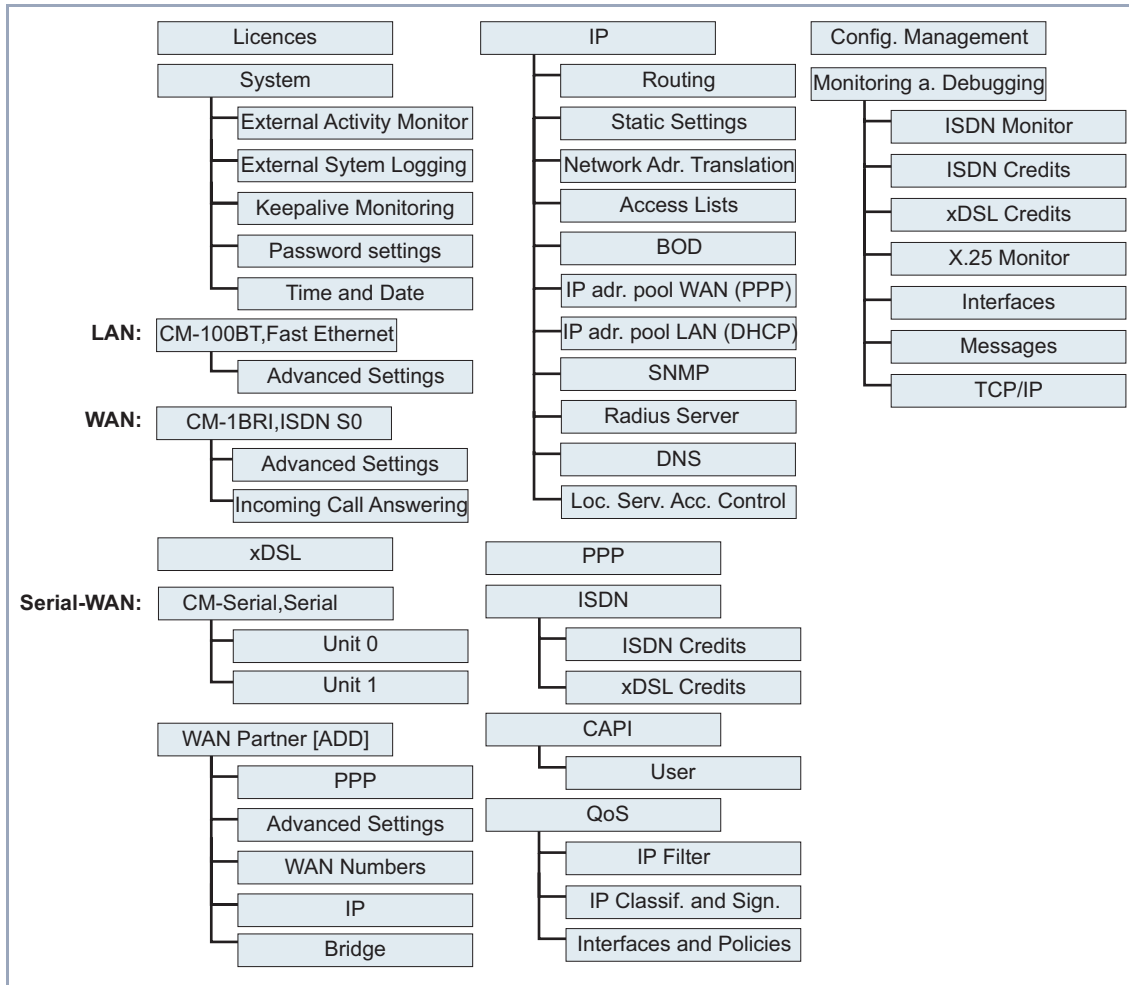 Licences
System
External Activity Monitor
External Sytem Logging
Keepalive Monitoring
Password settings
Time and Date
LAN: CM-100BT,Fast Ethernet
Advanced Settings
WAN: CM-1BRI,ISDN S0
Advanced Settings
Incoming Call Answering
xDSL
Serial-WAN: CM-Serial,Serial
Unit 0
Unit 1
WAN Partner [ADD]
PPP
Advanced Settings
WAN Numbers
IP
Bridge
IP
Routing
Static Settings
Network Adr. Translation
Access Lists
BOD
IP adr. pool WAN (PPP)
IP adr. pool LAN (DHCP)
SNMP
Radius Server
DNS
Loc. Serv. Acc. Control
PPP
ISDN
ISDN Credits
xDSL Credits
CAPI
User
QoS
IP Filter
IP Classif. and Sign.
Interfaces and Policies
Config. Management
Monitoring a. Debugging
ISDN Monitor
ISDN Credits
xDSL Credits
X.25 Monitor
Interfaces
Messages
TCP/IP